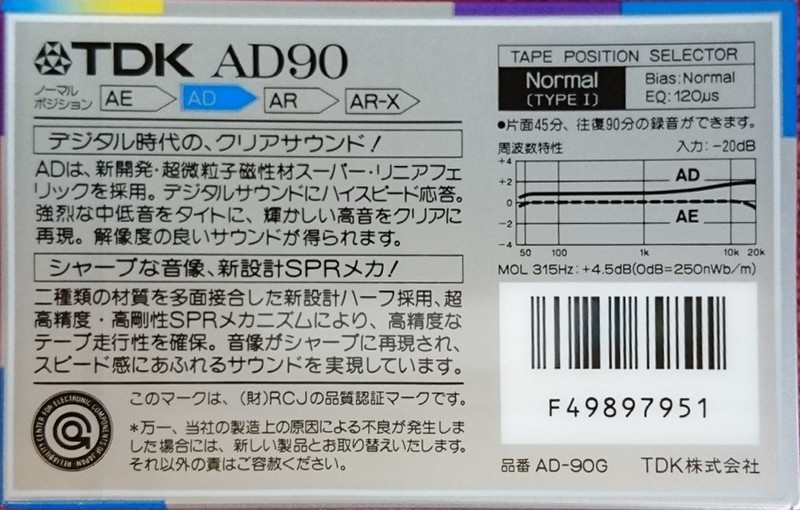 TDK AD90
ノーマル
ポジション
AE AD AR AR-X
デジタル時代の、クリアサウンド!
ADは、新開発・超微粒子磁性材スーパー・リニアフェ
リックを採用。デジタルサウンドにハイスピード応答。
強烈な中低音をタイトに、輝かしい高音をクリアに
再現。解像度の良いサウンドが得られます。
シャープな音像、新設計SPRメカ!
二種類の材質を多面接合した新設計ハーフ採用、超
高精度・高剛性SPRメカニズムにより、高精度な
テープ走行性を確保。音像がシャープに再現され、
スピード感にあふれるサウンドを実現しています。
RELIABILITY CENTER FOR ELECTRONIC COMPONENTS OF JAPAN
このマークは、(財)RCJの品質認証マークです。
*万一、当社の製造上の原因による不良が発生しま
した場合には、新しい製品とお取り替えいたします。
それ以外の責はご容赦ください。
TAPE POSITION SELECTOR
Normal
(TYPE I)
Bias:Normal
EQ:120μs
●片面45分、往復90分の録音ができます。
周波数特性 入力:-20dB
+4
+2
0
-2
-4
AD
AE
50 100 1k 10k 20k
MOL 315Hz:+4.5dB(0dB=250nWb/m)
F49897951
品番 AD-90G TDK株式会社